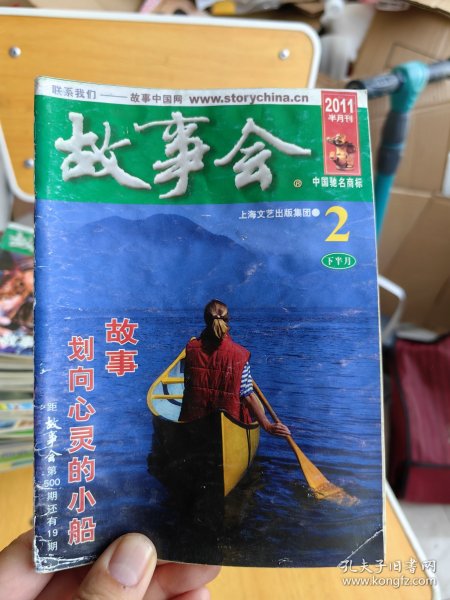 联系我们——故事中国网 www.storychina.cn
故事会
®
2011
半月刊
中国驰名商标
上海文艺出版集团
2
下半月
故事
划向心灵的小船
距故事会第500期还有19期
孔夫子旧书网
www.kongfz.com